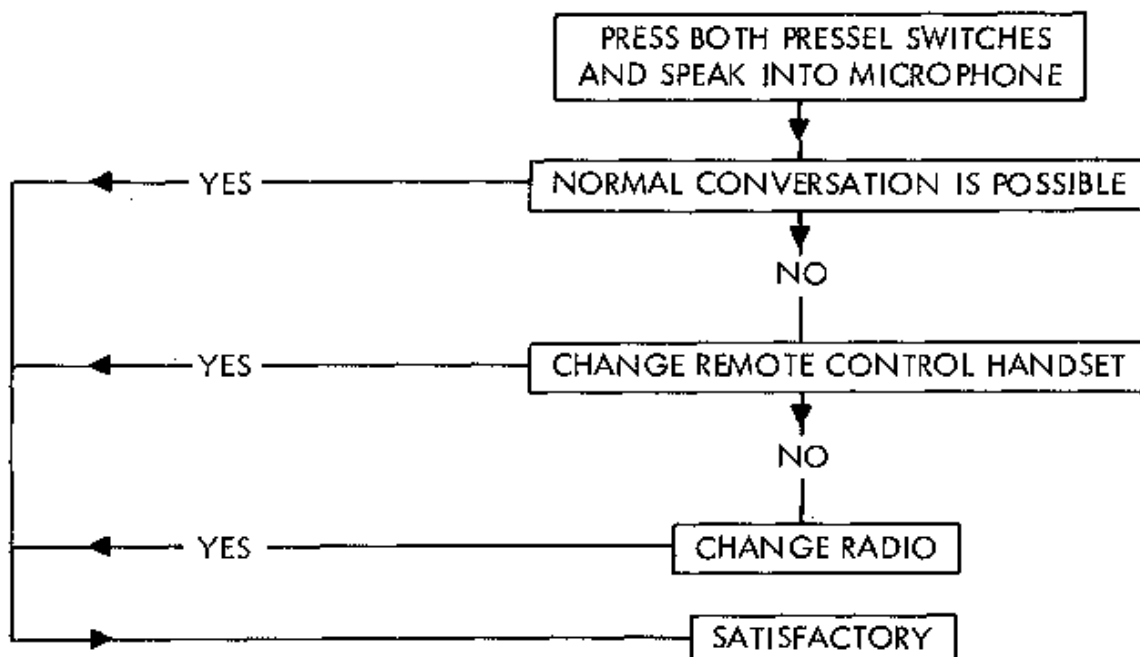 PRESS BOTH PRESSEL SWITCHES
AND SPEAK INTO MICROPHONE
YES
NORMAL CONVERSATION IS POSSIBLE
NO
YES
CHANGE REMOTE CONTROL HANDSET
NO
YES
CHANGE RADIO
SATISFACTORY